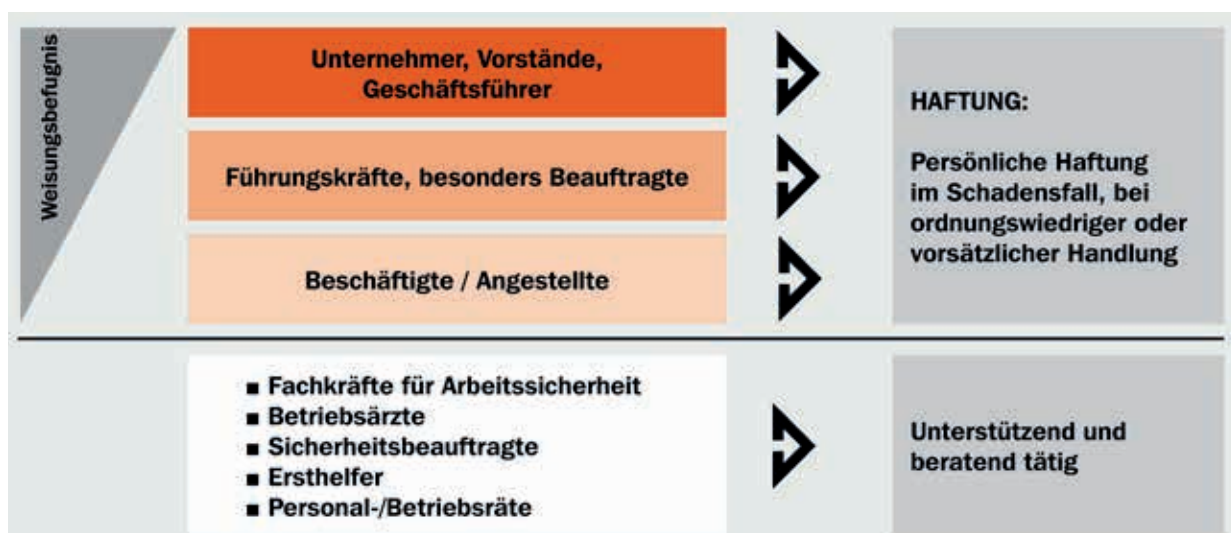 Weisungsbefugnis
Unternehmer, Vorstände,
Geschäftsführer
Führungskräfte, besonders Beauftragte
Beschäftigte / Angestellte
HAFTUNG:
Persönliche Haftung
im Schadensfall, bei
ordnungswiedriger oder
vorsätzlicher Handlung
■ Fachkräfte für Arbeitssicherheit
■ Betriebsärzte
■ Sicherheitsbeauftragte
■ Ersthelfer
■ Personal-/Betriebsräte
Unterstützend und
beratend tätig